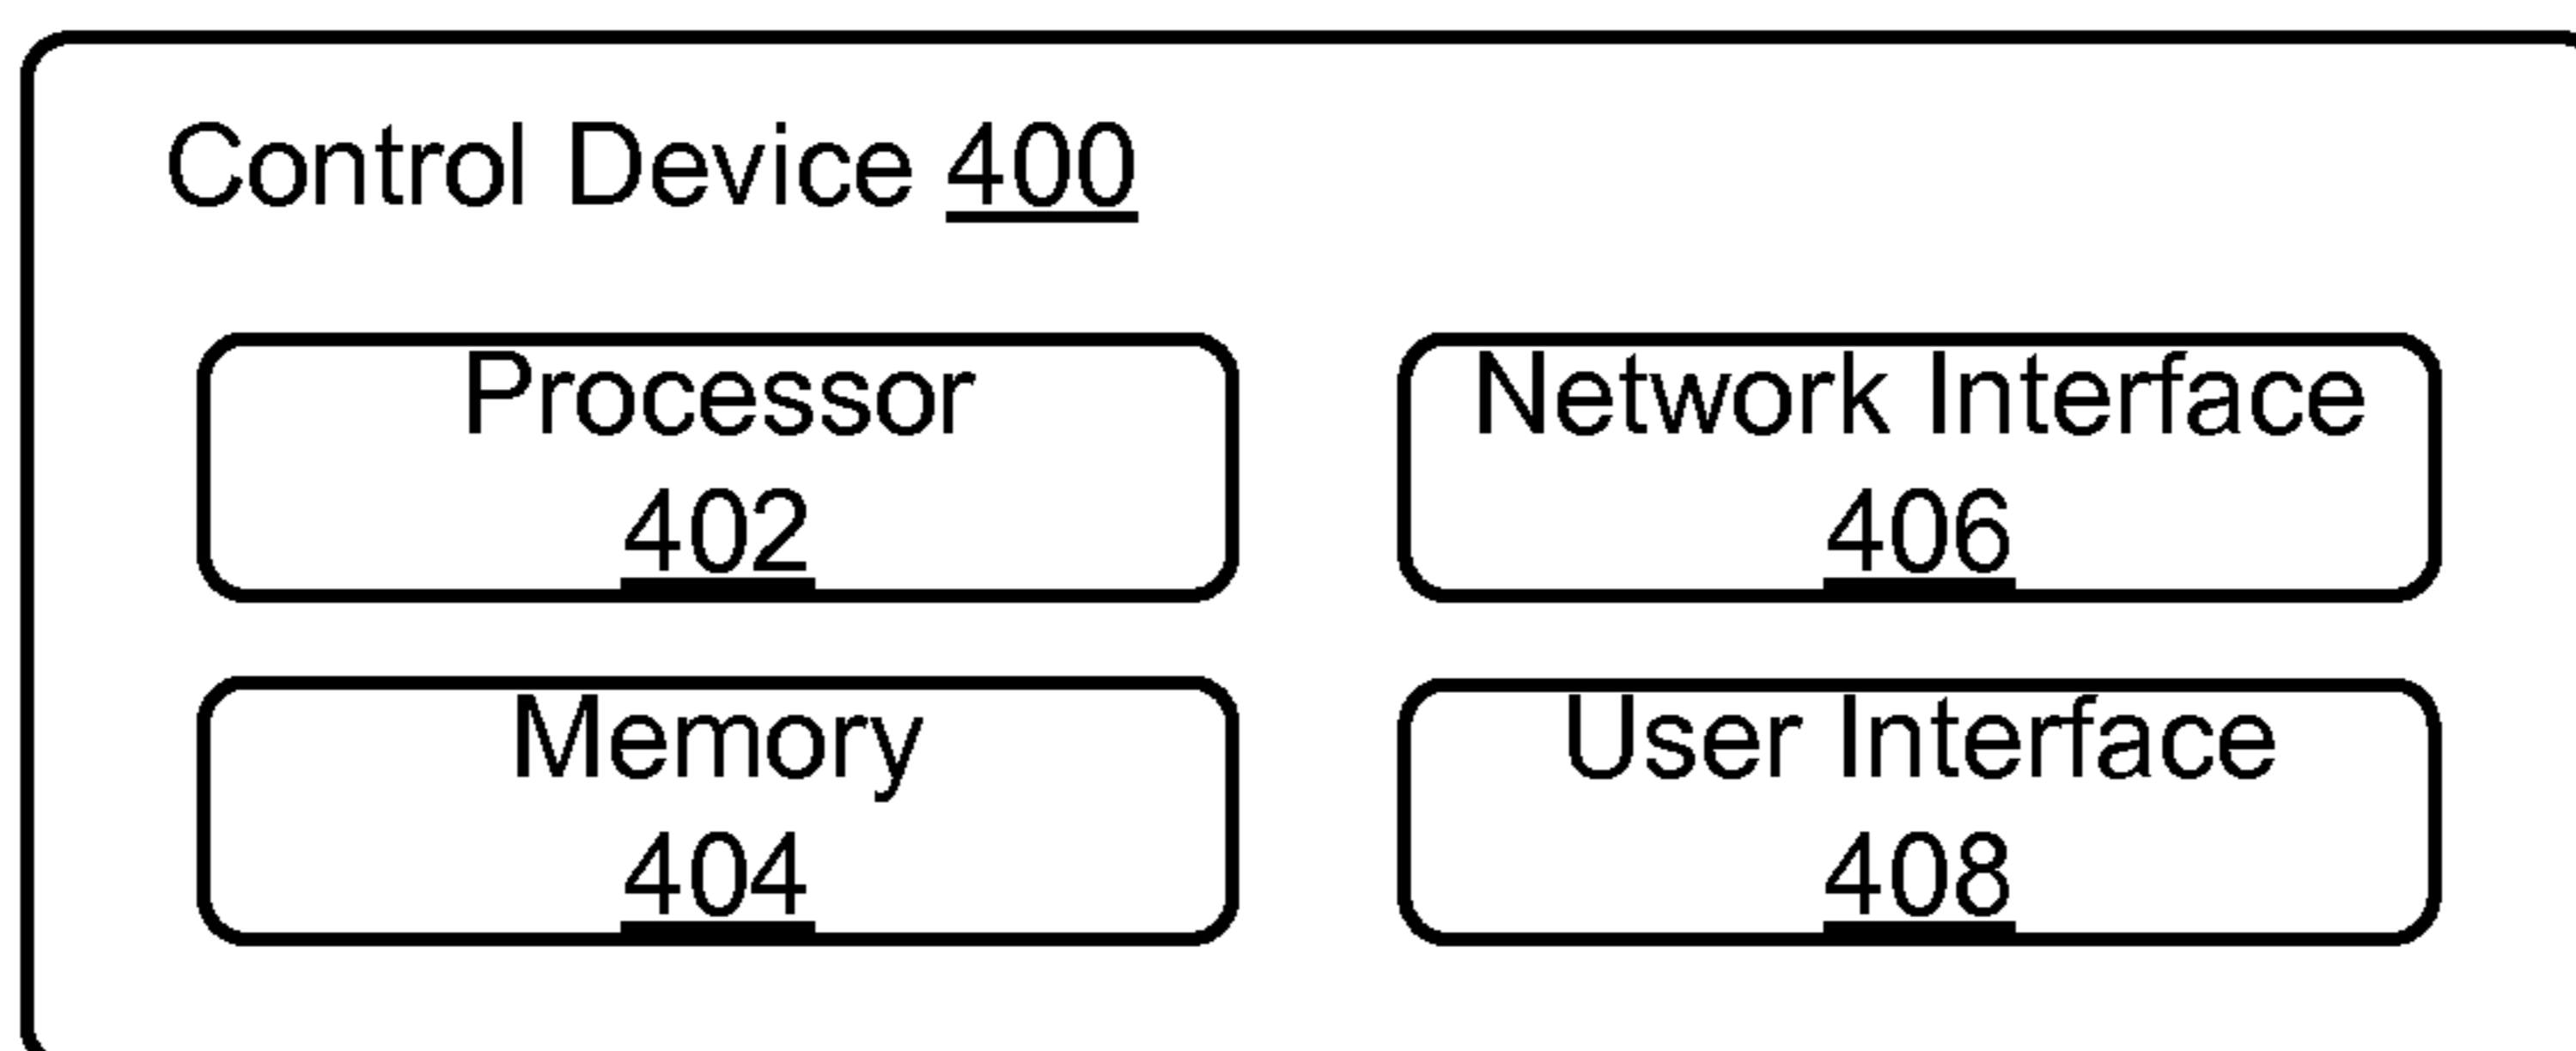 Control Device 400
Processor
402
Network Interface
406
Memory
404
User Interface
408